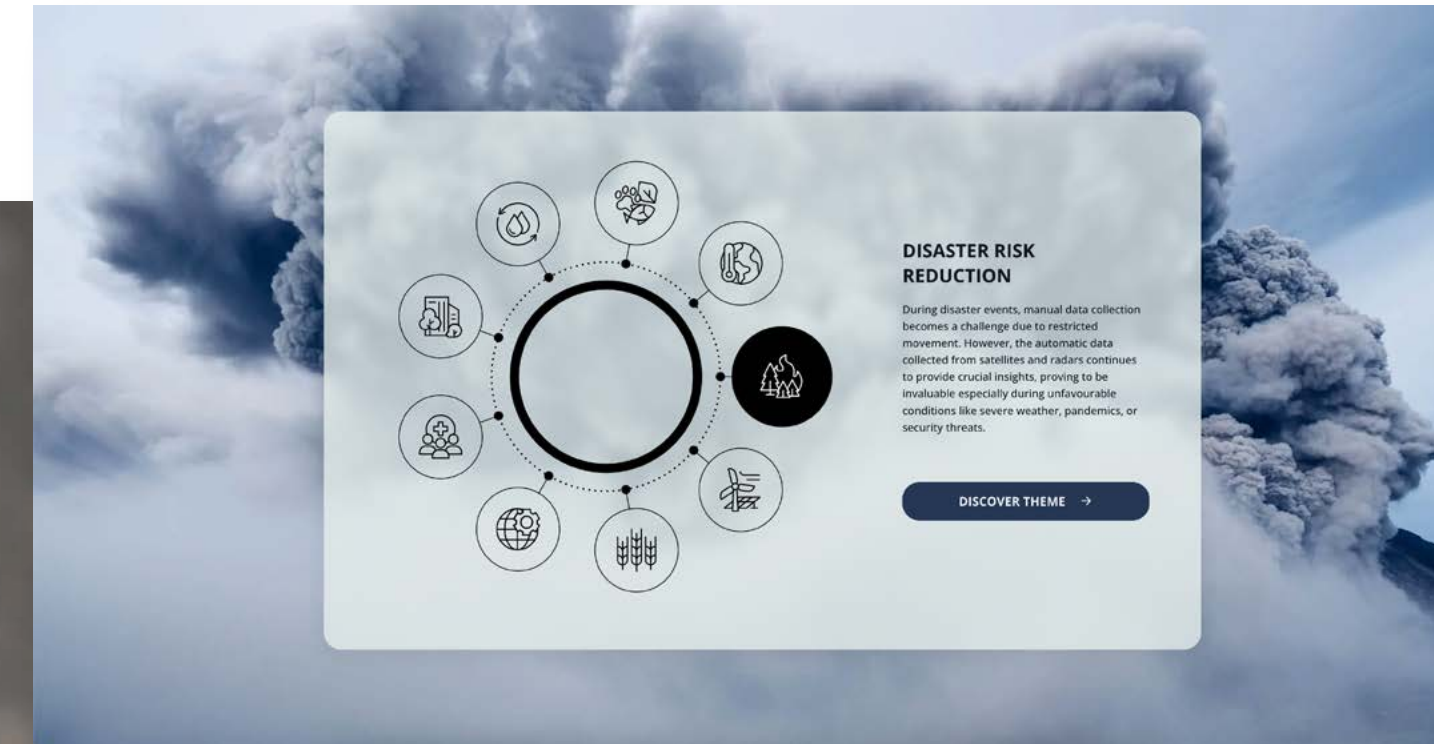 DISASTER RISK
REDUCTION
During disaster events, manual data collection
becomes a challenge due to restricted
movement. However, the automatic data
collected from satellites and radars continues
to provide crucial insights, proving to be
invaluable especially during unfavourable
conditions like severe weather, pandemics, or
security threats.
DISCOVER THEME →